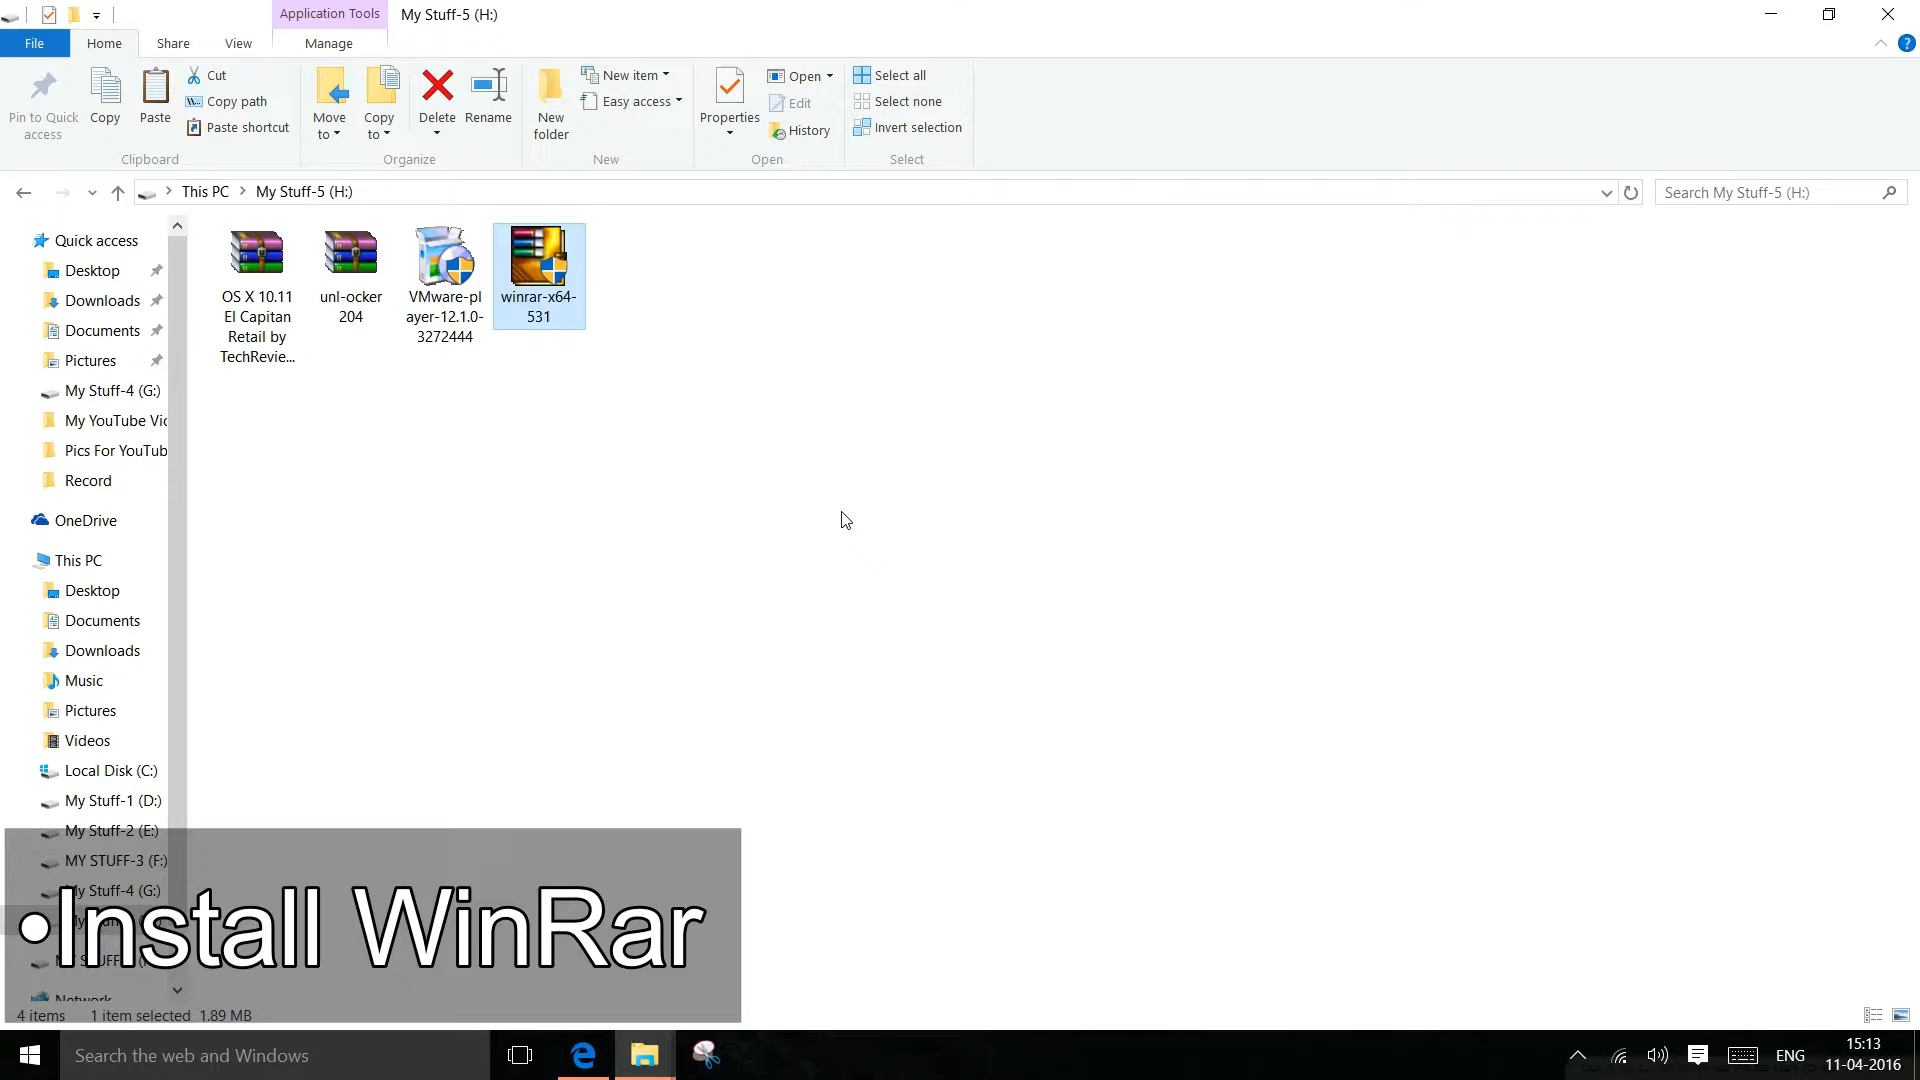 Application Tools
My Stuff-5 (H:)
File
Home
Share
View
Manage
Pin to Quick
access
Copy
Paste
Cut
Copy path
Paste shortcut
Clipboard
Move
to
Copy
to
Delete
Rename
Organize
New
folder
New item
Easy access
New
Properties
Open
Edit
History
Open
Select all
Select none
Invert selection
Select
This PC
My Stuff-5 (H:)
Search My Stuff-5 (H:)
Quick access
Desktop
Downloads
Documents
Pictures
My Stuff-4 (G:)
My YouTube Vic
Pics For YouTub
Record
OneDrive
This PC
Desktop
Documents
Downloads
Music
Pictures
Videos
Local Disk (C:)
My Stuff-1 (D:)
My Stuff-2 (E:)
MY STUFF-3 (F:)
My Stuff-4 (G:)
Network
OS X 10.11
El Capitan
Retail by
TechRevie...
unl-ocker
204
VMware-pl
ayer-12.1.0-
3272444
winrar-x64-
531
•Install WinRar
4 items
1 item selected 1.89 MB
Search the web and Windows
ENG
15:13
11-04-2016